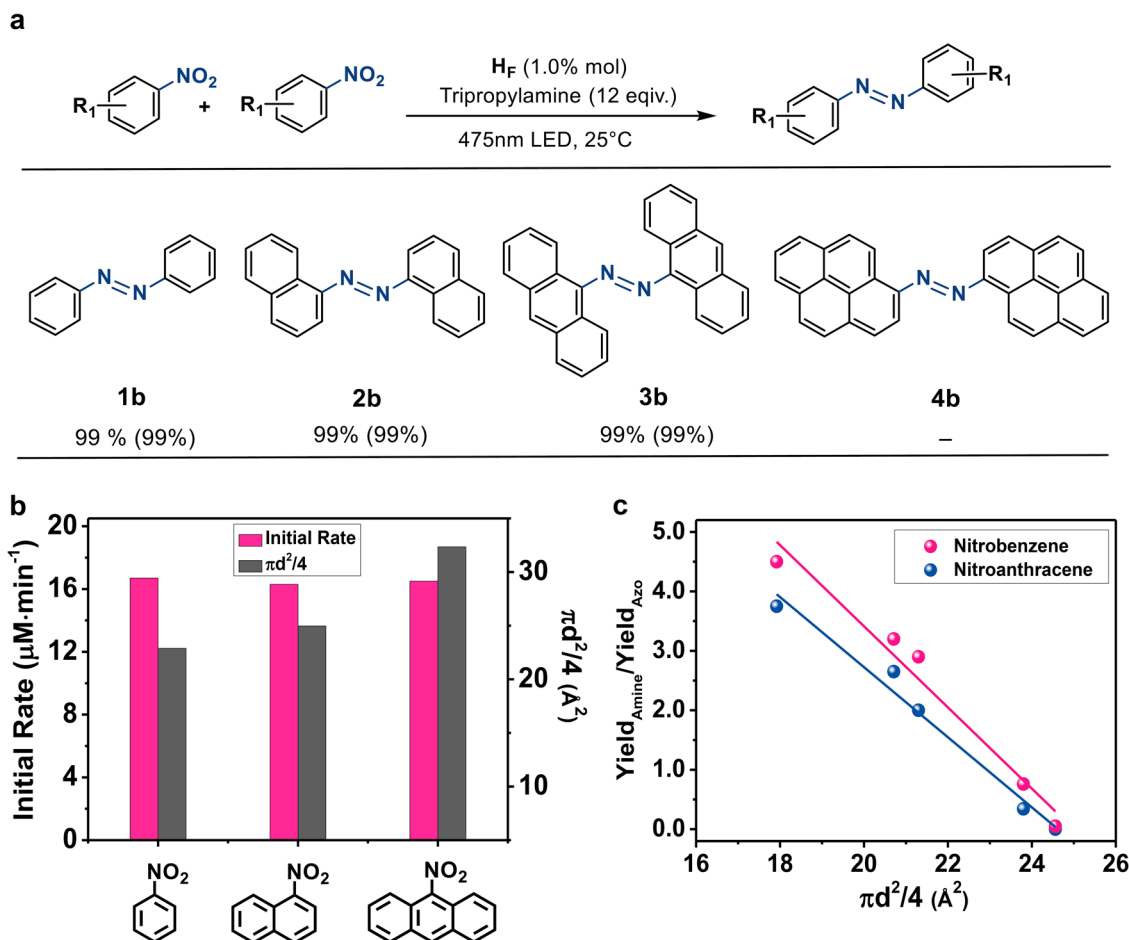 a
NO₂
R₁
+
NO₂
R₁
H_F (1.0% mol)
Tripropylamine (12 eqiv.)
475nm LED, 25°C
N=N
R₁
R₁
N=N
N=N
N=N
N=N
1b
2b
3b
4b
99 % (99%)
99% (99%)
99% (99%)
–
b
Initial Rate (μM·min⁻¹)
20
16
12
8
4
0
Initial Rate
πd²/4
30
20
10
πd²/4 (Å²)
NO₂
NO₂
NO₂
c
Yield_Amine/Yield_Azo
5.0
4.0
3.0
2.0
1.0
0.0
Nitrobenzene
Nitroanthracene
16 18 20 22 24 26
πd²/4 (Å²)